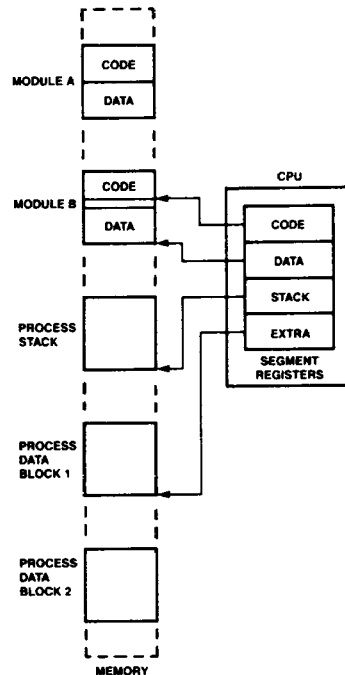 MODULE A
CODE
DATA
MODULE B
CODE
DATA
CPU
CODE
DATA
STACK
EXTRA
SEGMENT
REGISTERS
PROCESS
STACK
PROCESS
DATA
BLOCK 1
PROCESS
DATA
BLOCK 2
MEMORY